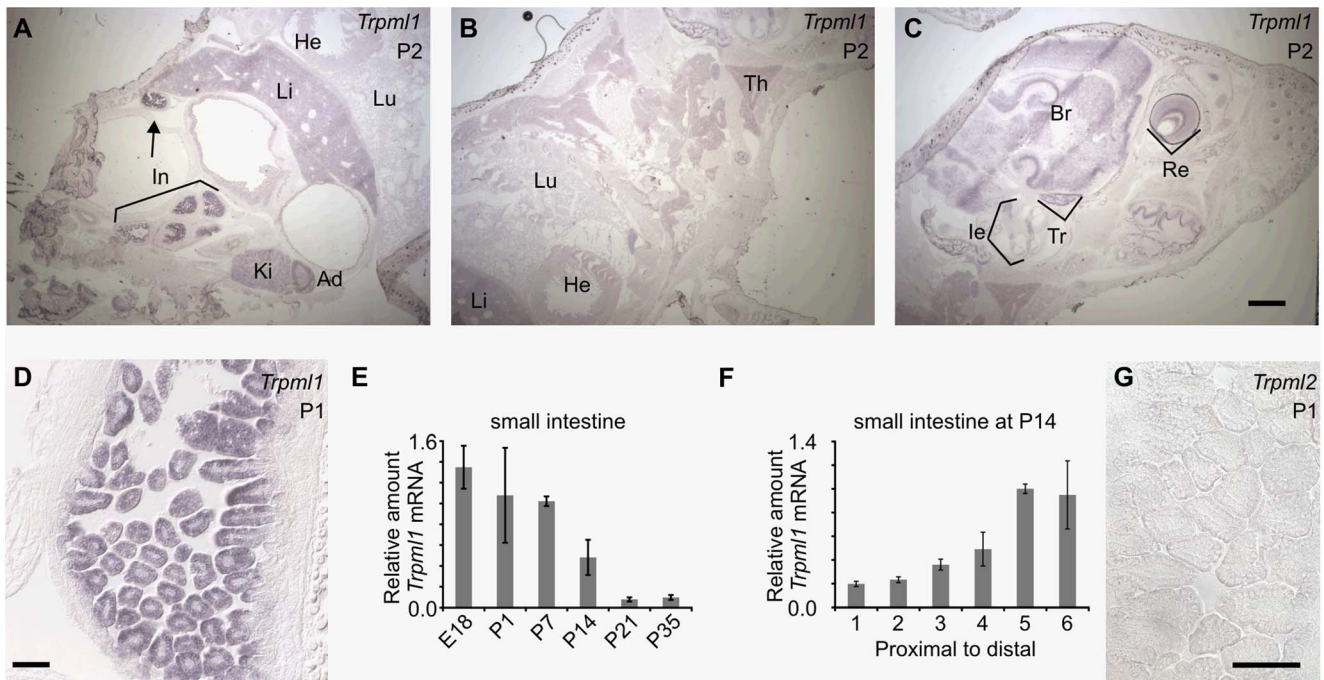 A
Trpml1
P2
He
Li
Lu
In
Ki
Ad
B
Trpml1
P2
Th
Lu
He
Li
C
Trpml1
P2
Br
Re
Ie
Tr
D
Trpml1
P1
E
small intestine
Relative amount
Trpml1 mRNA
1.6
0.0
E18 P1 P7 P14 P21 P35
F
small intestine at P14
Relative amount
Trpml1 mRNA
1.4
0.0
1 2 3 4 5 6
Proximal to distal
G
Trpml2
P1